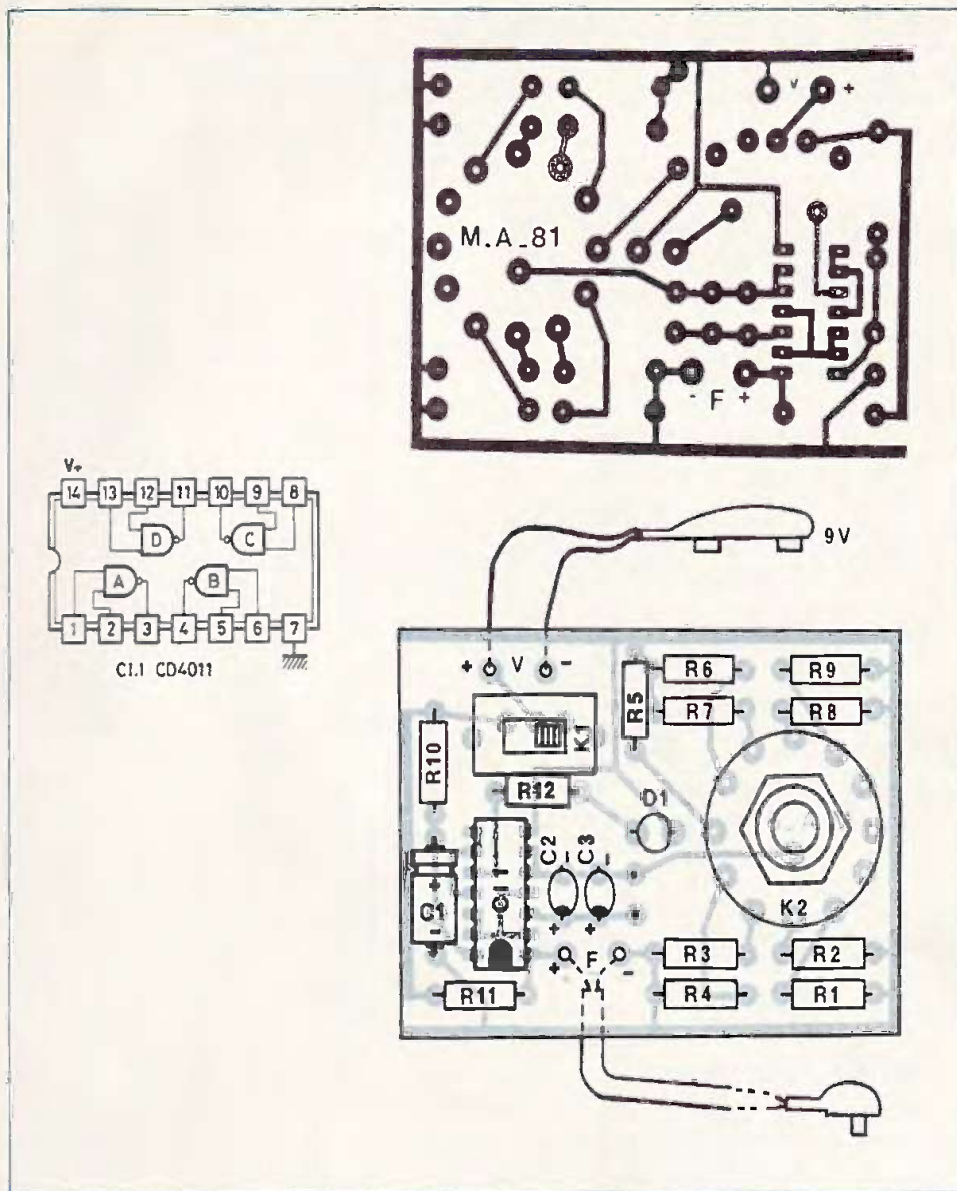 V +
M.A_81
- F +
V+
14 13 12 11 10 9 8
D C
A B
1 2 3 4 5 6 7
C1.1 CD4011
9V
+ V -
R6 R9
R5
R7 R8
K1
R10
R12
D1
C2 - C3 -
CI1
+
C1
-
K2
+ +
+ F -
R3 R2
R11 R4 R1